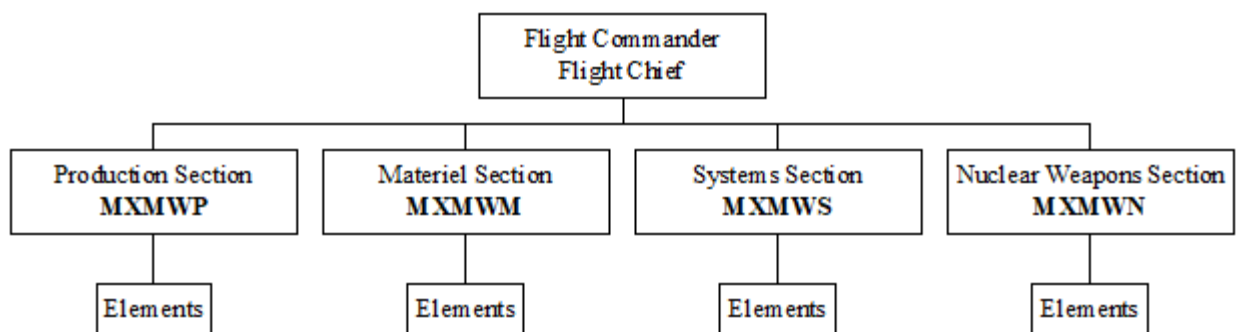 Flight Commander
Flight Chief
Production Section
MXMWP
Materiel Section
MXMWM
Systems Section
MXMWS
Nuclear Weapons Section
MXMWN
Elements
Elements
Elements
Elements